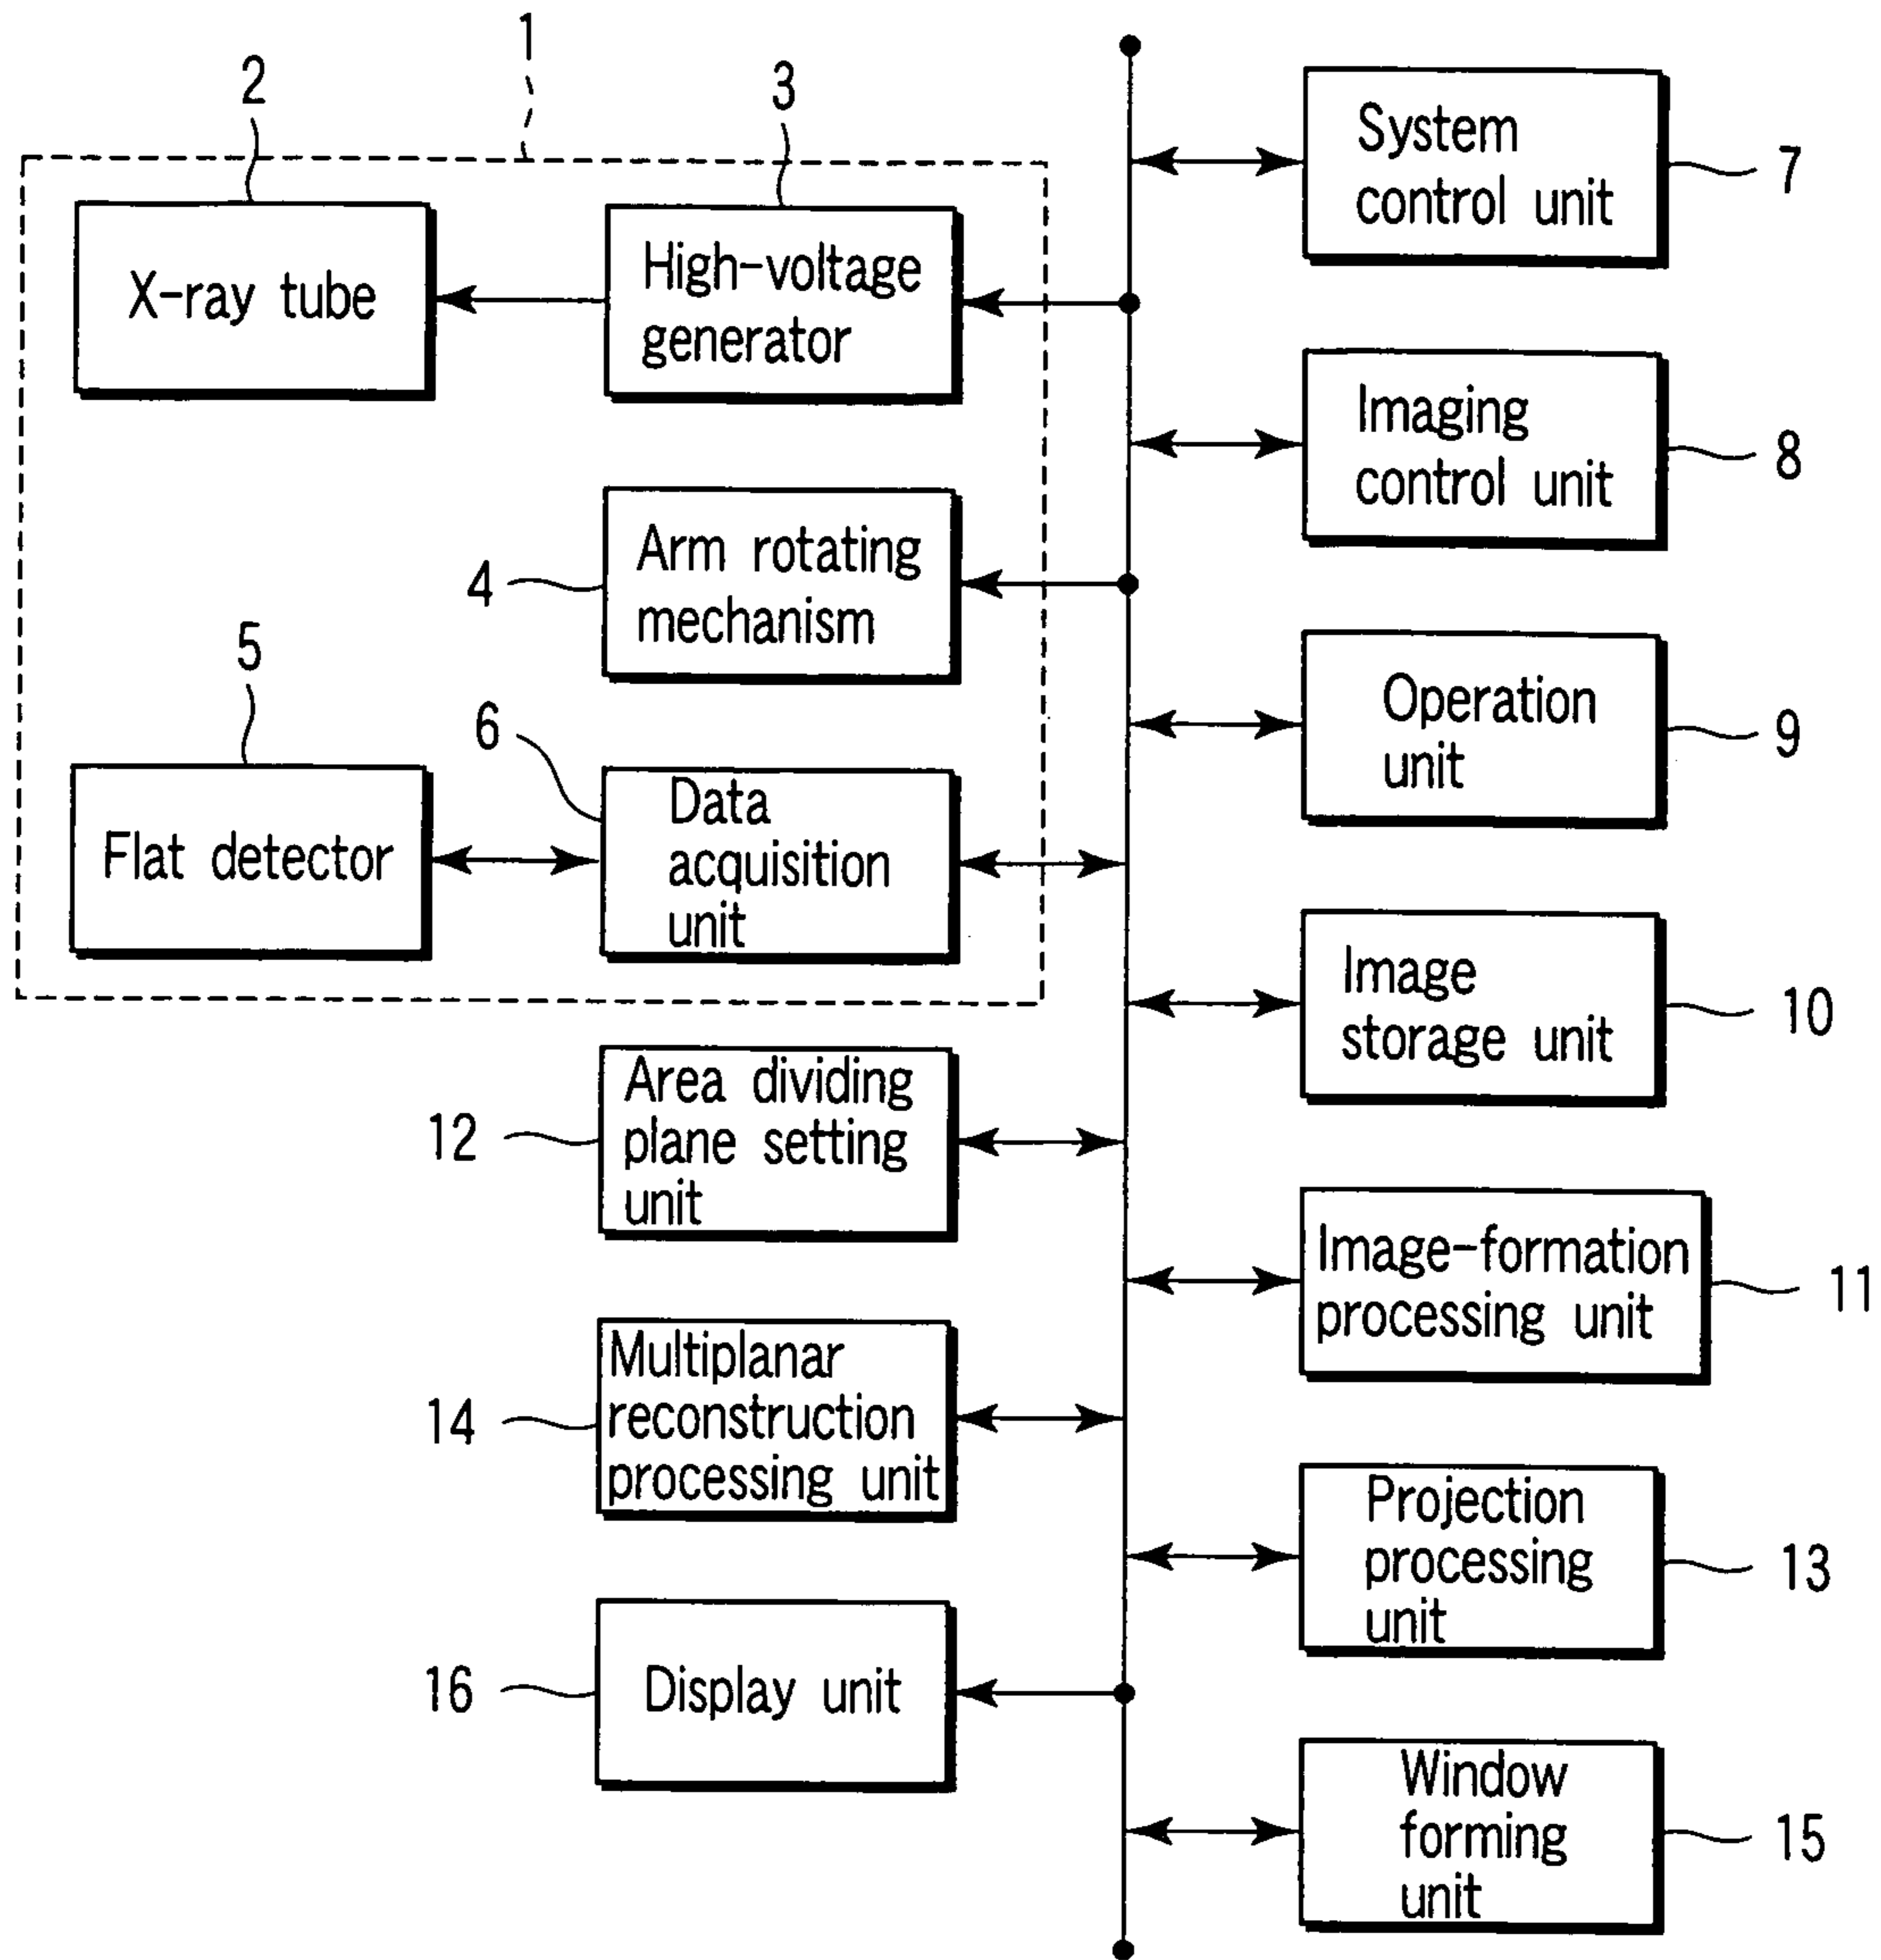 1
2
3
X-ray tube
High-voltage
generator
System
control unit
7
4
Arm rotating
mechanism
Imaging
control unit
8
5
6
Flat detector
Data
acquisition
unit
Operation
unit
9
Image
storage unit
10
12
Area dividing
plane setting
unit
Image-formation
processing unit
11
14
Multiplanar
reconstruction
processing unit
Projection
processing
unit
13
16
Display unit
Window
forming
unit
15